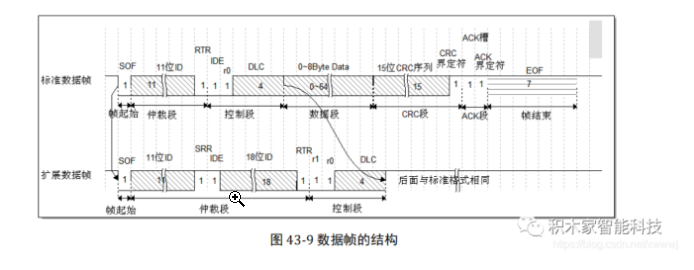 ACK槽
RTR CRC ACK
SOF 11位ID IDE r0 DLC 0~8Byte Data 15位CRC序列 界定符 界定符 EOF
标准数据帧 1 11 1 1 1 4 0~64 15 1 1 1 7
帧起始 仲裁段 控制段 数据段 CRC段 ACK段 帧结束
SOF 11位ID SRR IDE 18位ID RTR r1 r0 DLC
扩展数据帧 1 11 1 1 18 1 1 1 4 后面与标准格式相同
帧起始 仲裁段 控制段
图 43-9 数据帧的结构
积木家智能科技